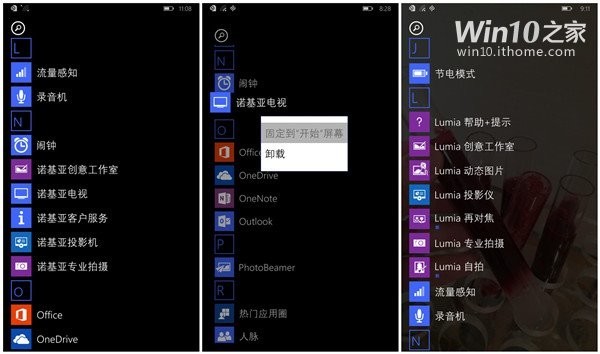 11:08
L
流量感知
录音机
N
闹钟
诺基亚创意工作室
诺基亚电视
诺基亚客户服务
诺基亚投影机
诺基亚专业拍摄
O
Office
OneDrive
8:28
N
闹钟
诺基亚电视
固定到"开始"屏幕
卸载
O
Office
OneDrive
OneNote
Outlook
P
PhotoBeamer
R
热门应用圈
人脉
9:11
Win10之家
win10.ithome.com
J
节电模式
L
Lumia 帮助+提示
Lumia 创意工作室
Lumia 动态图片
Lumia 投影仪
Lumia 再对焦
Lumia 专业拍摄
Lumia 自拍
流量感知
录音机
N